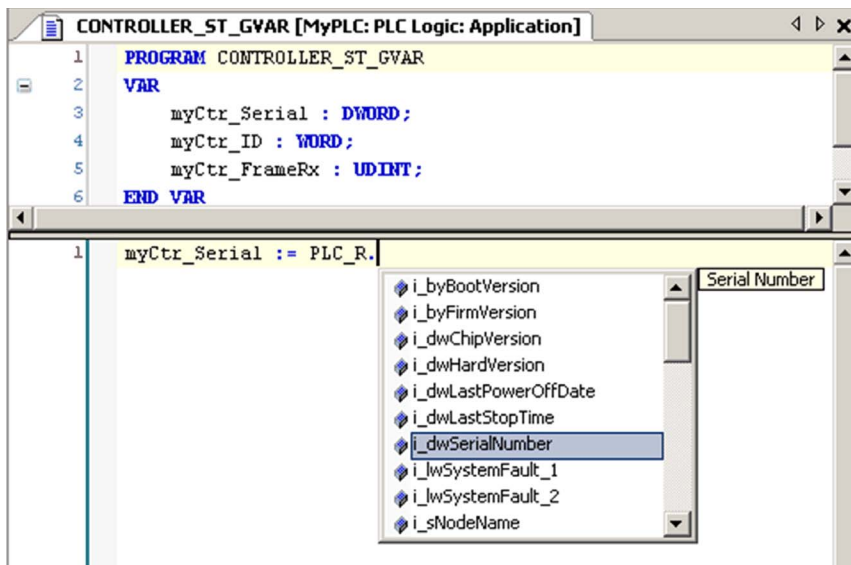 CONTROLLER_ST_GVAR [MyPLC: PLC Logic: Application]
1 PROGRAM CONTROLLER_ST_GVAR
2 VAR
3 myCtr_Serial : DWORD;
4 myCtr_ID : WORD;
5 myCtr_FrameRx : UDINT;
6 END_VAR
1 myCtr_Serial := PLC_R.
i_byBootVersion
i_byFirmVersion
i_dwChipVersion
i_dwHardVersion
i_dwLastPowerOffDate
i_dwLastStopTime
i_dwSerialNumber
Serial Number
i_lwSystemFault_1
i_lwSystemFault_2
i_sNodeName